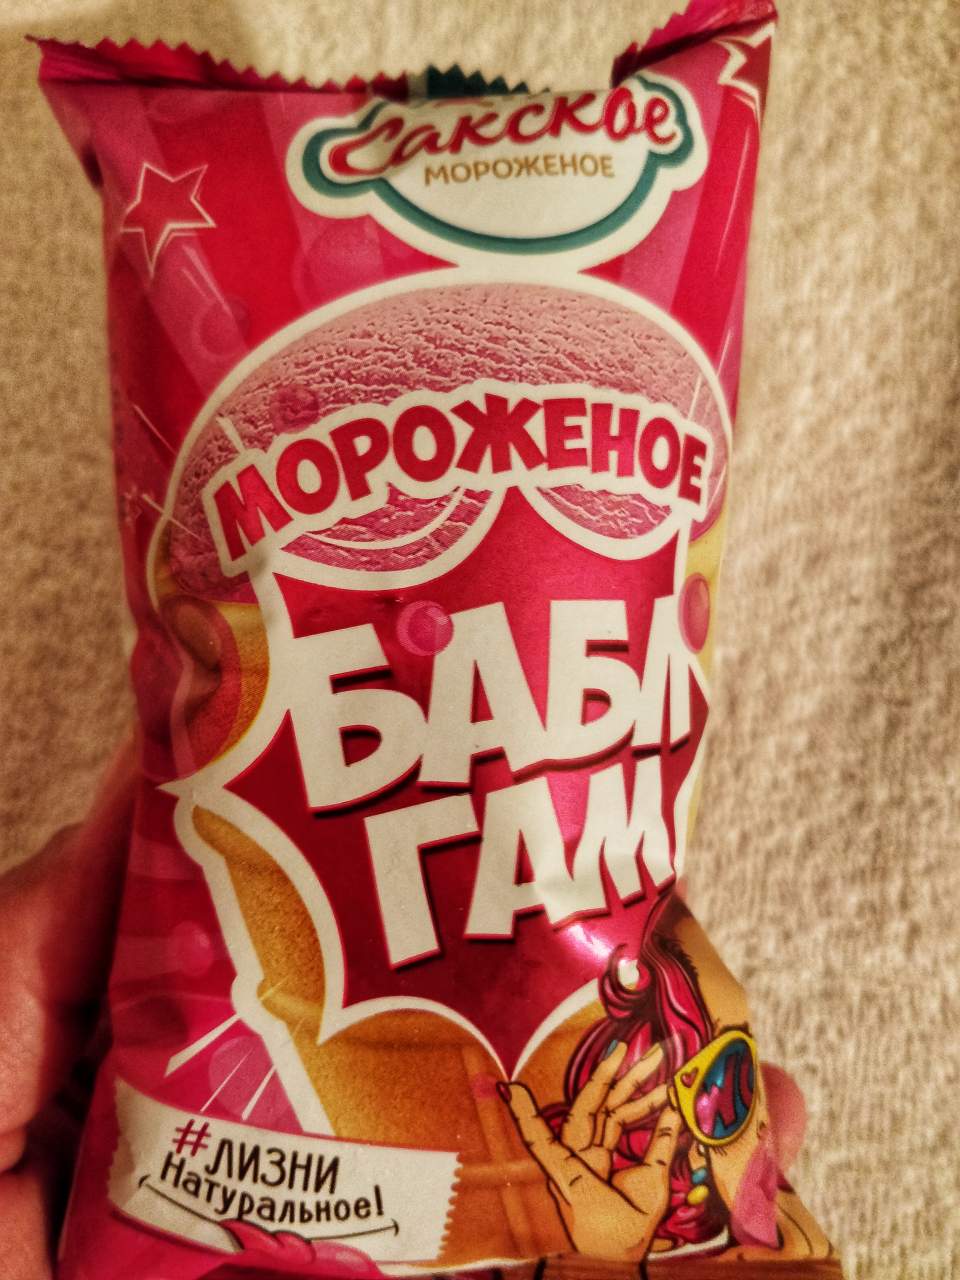 Сакское
МОРОЖЕНОЕ
МОРОЖЕНОЕ
БАБЛ
ГАМ
#ЛИЗНИ
Натуральное!